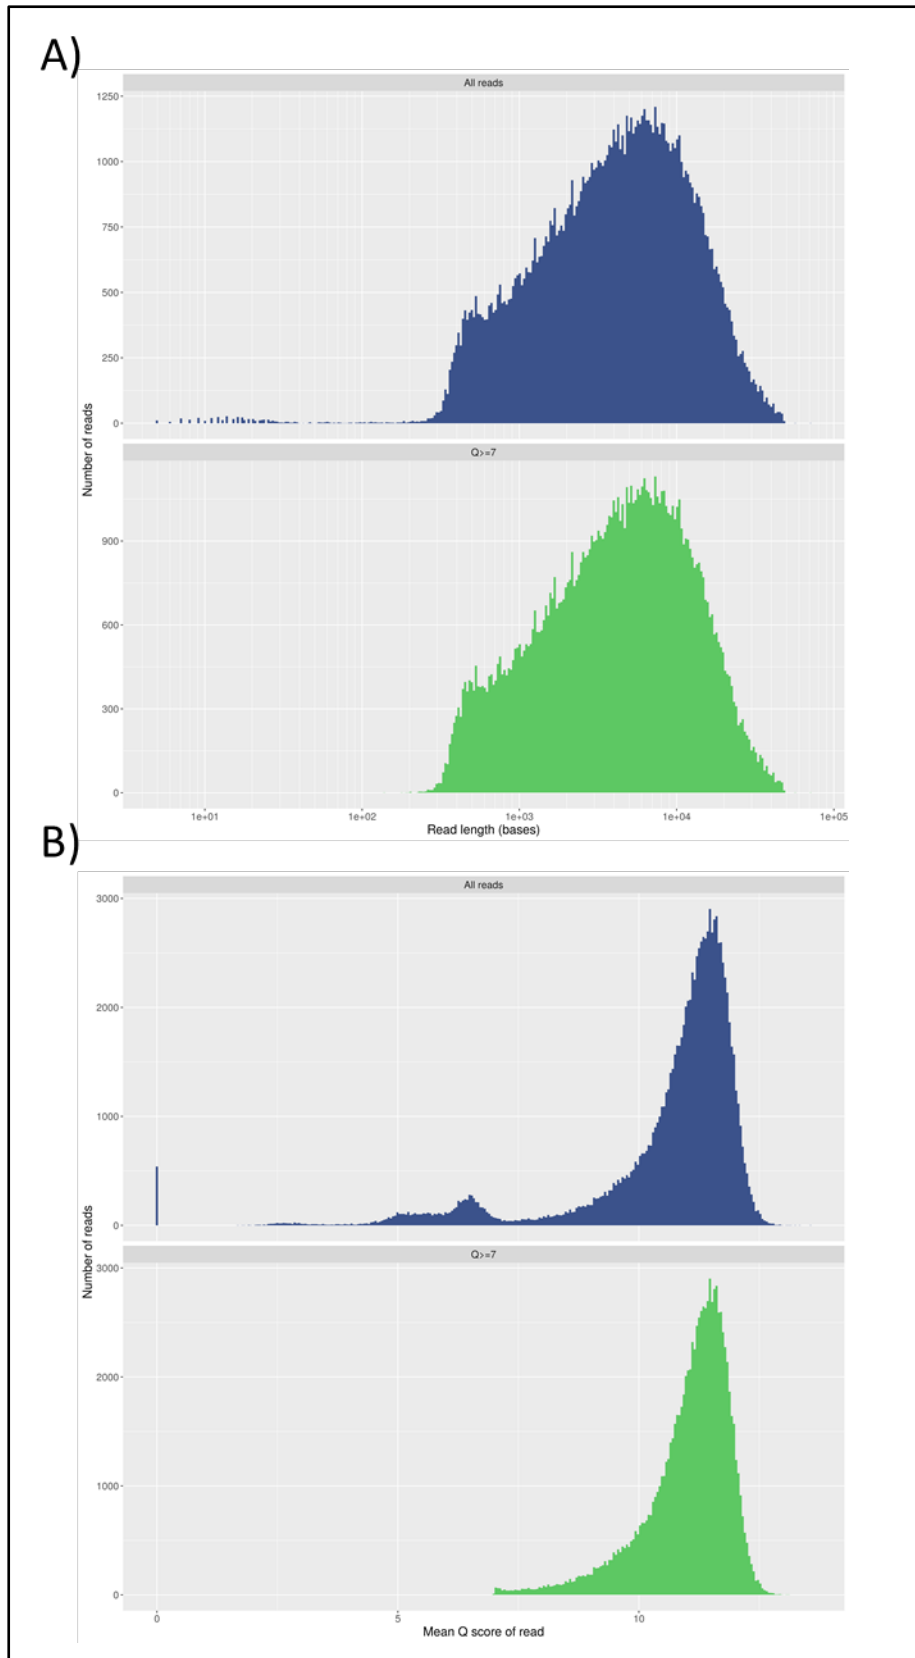 A)
All reads
1250
1000
750
500
250
0
Number of reads
Q>=7
900
600
300
0
1e+01 1e+02 1e+03 1e+04 1e+05
Read length (bases)
B)
All reads
3000
2000
1000
0
Number of reads
Q>=7
3000
2000
1000
0
0 5 10
Mean Q score of read